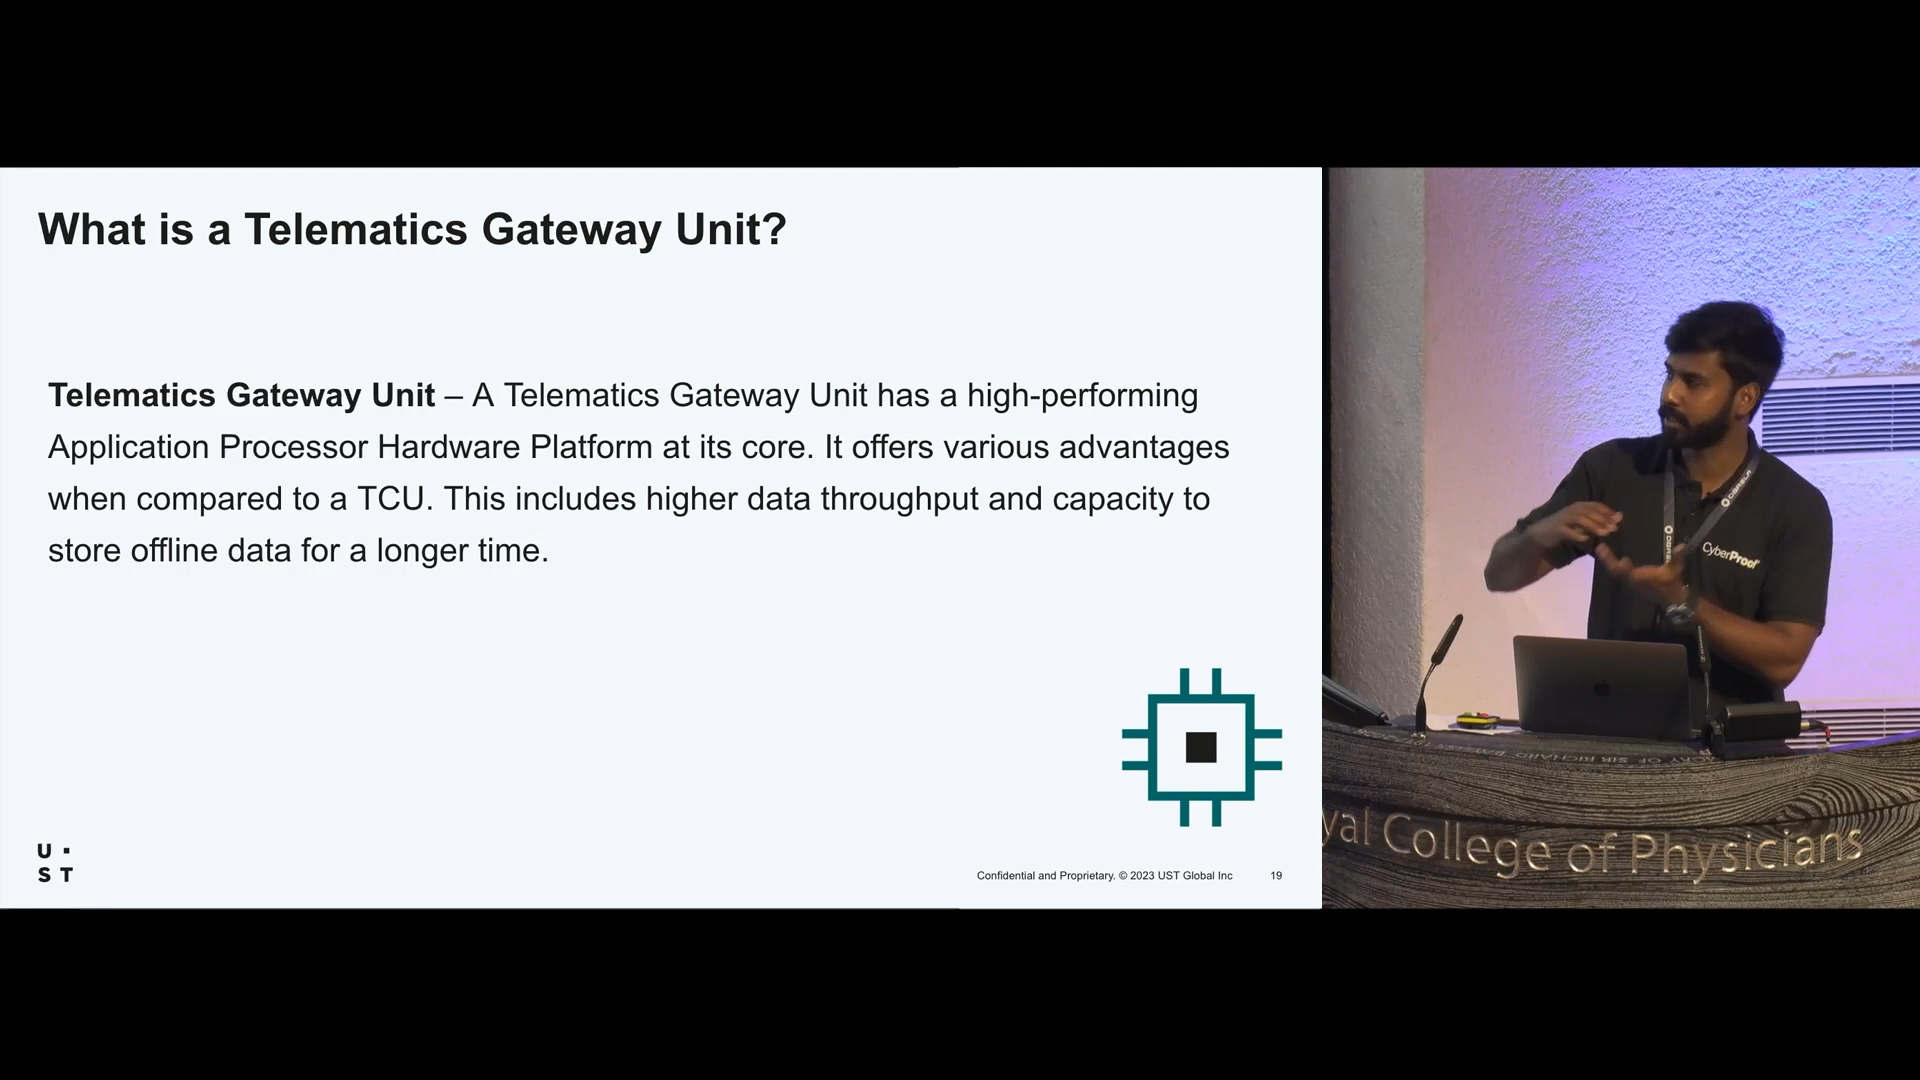 What is a Telematics Gateway Unit?
Telematics Gateway Unit – A Telematics Gateway Unit has a high-performing
Application Processor Hardware Platform at its core. It offers various advantages
when compared to a TCU. This includes higher data throughput and capacity to
store offline data for a longer time.
U ·
S T
Confidential and Proprietary. © 2023 UST Global Inc
19
CyberProof
yal College of Physicians